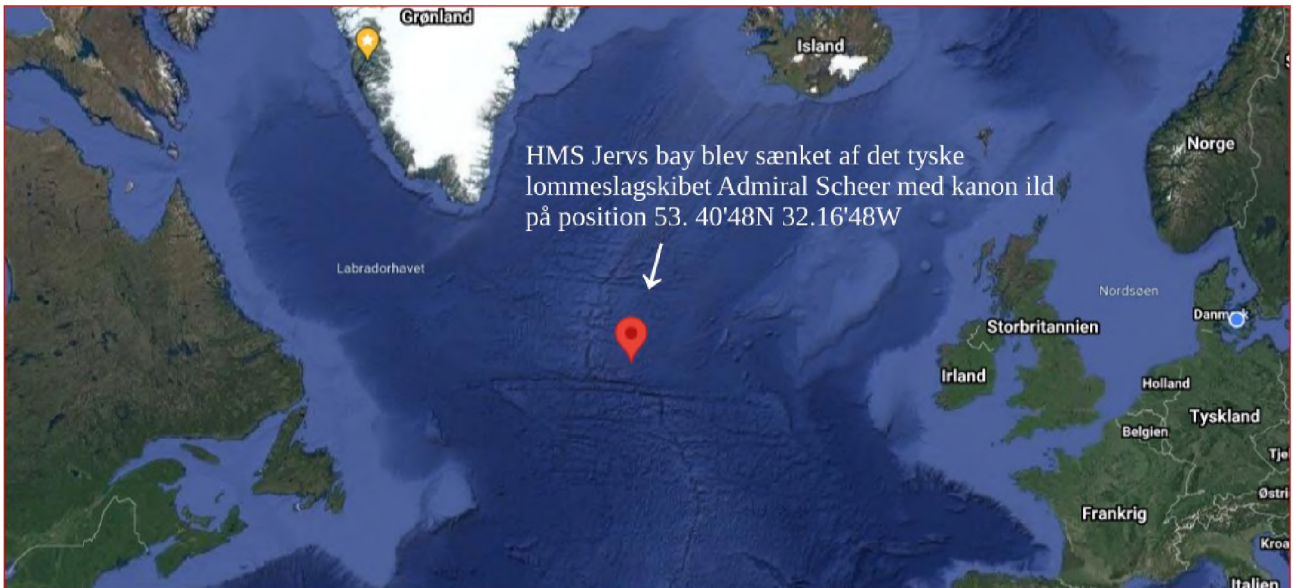 Grønland
Island
HMS Jervs bay blev sænket af det tyske
lommeslagskibet Admiral Scheer med kanon ild
på position 53. 40'48N 32.16'48W
Norge
Labradorhavet
Nordsøen
Storbritannien
Irland
Holland
Tyskland
Belgien
Frankrig
Italien